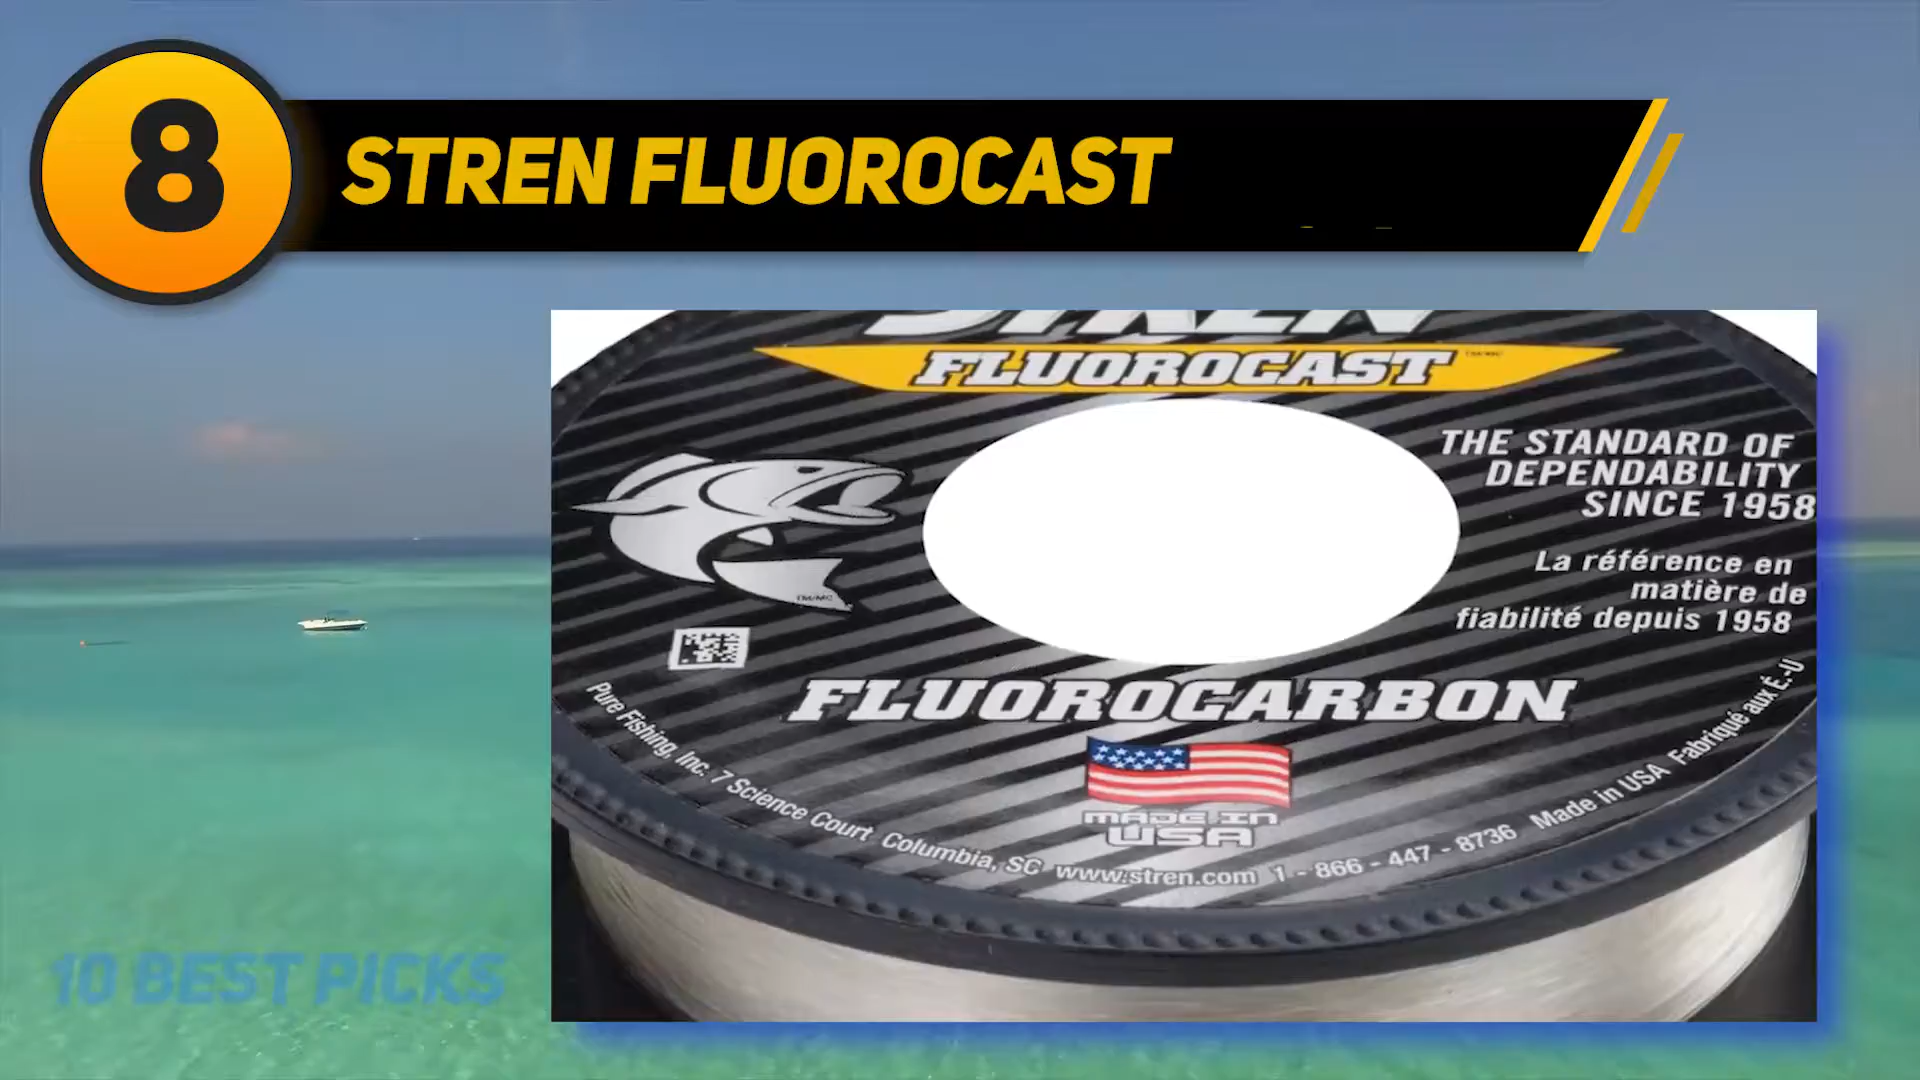 8
STREN FLUOROCAST
STREN
FLUOROCAST
THE STANDARD OF
DEPENDABILITY
SINCE 1958
La référence en
matière de
fiabilité depuis 1958
FLUOROCARBON
MADE IN
USA
Pure Fishing, Inc. 7 Science Court Columbia, SC www.stren.com 1 - 866 - 447 - 8736 Made in USA Fabriqué aux É.-U
10 BEST PICKS